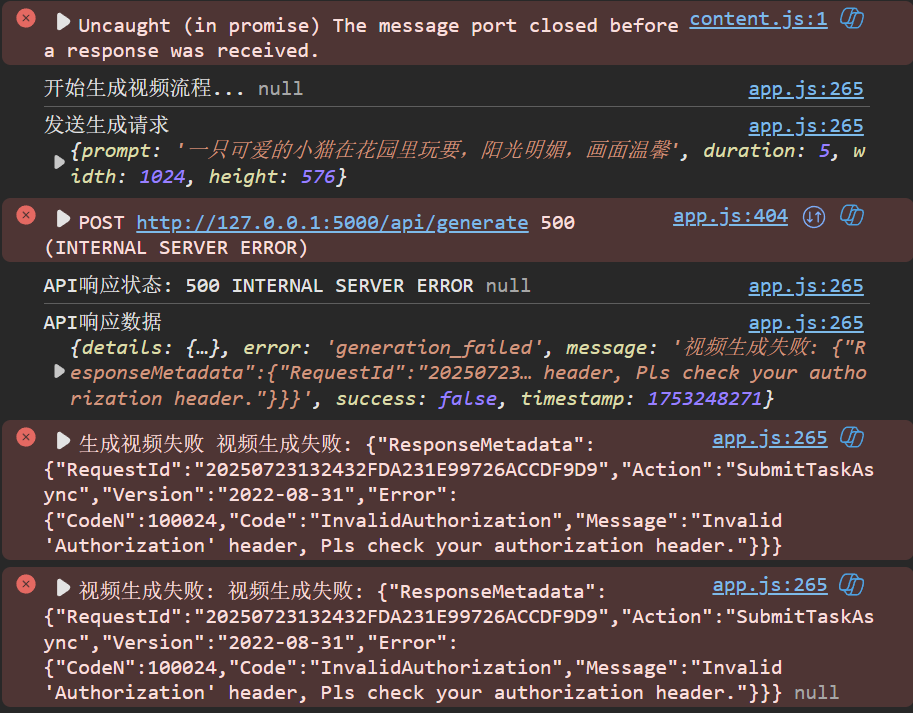 Uncaught (in promise) The message port closed before content.js:1
a response was received.
开始生成视频流程... null app.js:265
发送生成请求 app.js:265
{prompt: '一只可爱的小猫在花园里玩耍，阳光明媚，画面温馨', duration: 5, w
idth: 1024, height: 576}
POST http://127.0.0.1:5000/api/generate 500 app.js:404
(INTERNAL SERVER ERROR)
API响应状态: 500 INTERNAL SERVER ERROR null app.js:265
API响应数据 app.js:265
{details: {…}, error: 'generation_failed', message: '视频生成失败: {"R
esponseMetadata":{"RequestId":"20250723… header, Pls check your autho
rization header."}}}', success: false, timestamp: 1753248271}
生成视频失败 视频生成失败: {"ResponseMetadata": app.js:265
{"RequestId":"20250723132432FDA231E99726ACCDF9D9","Action":"SubmitTaskAs
ync","Version":"2022-08-31","Error":
{"CodeN":100024,"Code":"InvalidAuthorization","Message":"Invalid
'Authorization' header, Pls check your authorization header."}}}
视频生成失败: 视频生成失败: {"ResponseMetadata": app.js:265
{"RequestId":"20250723132432FDA231E99726ACCDF9D9","Action":"SubmitTaskAs
ync","Version":"2022-08-31","Error":
{"CodeN":100024,"Code":"InvalidAuthorization","Message":"Invalid
'Authorization' header, Pls check your authorization header."}}} null